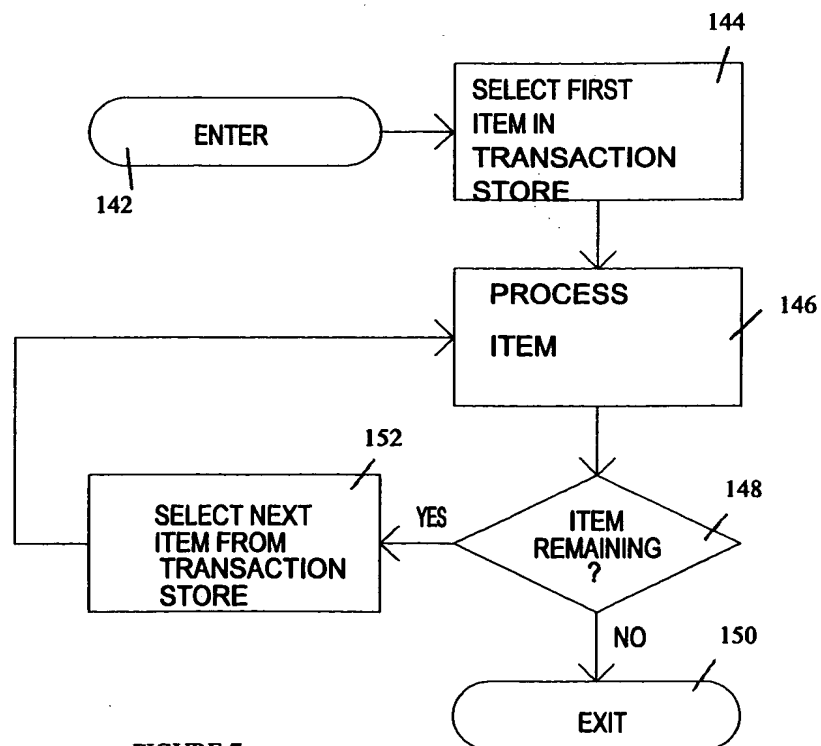 144
SELECT FIRST
ITEM IN
TRANSACTION
STORE
ENTER
142
PROCESS
ITEM
146
152
SELECT NEXT
ITEM FROM
TRANSACTION
STORE
YES
ITEM
REMAINING
?
148
NO
150
EXIT